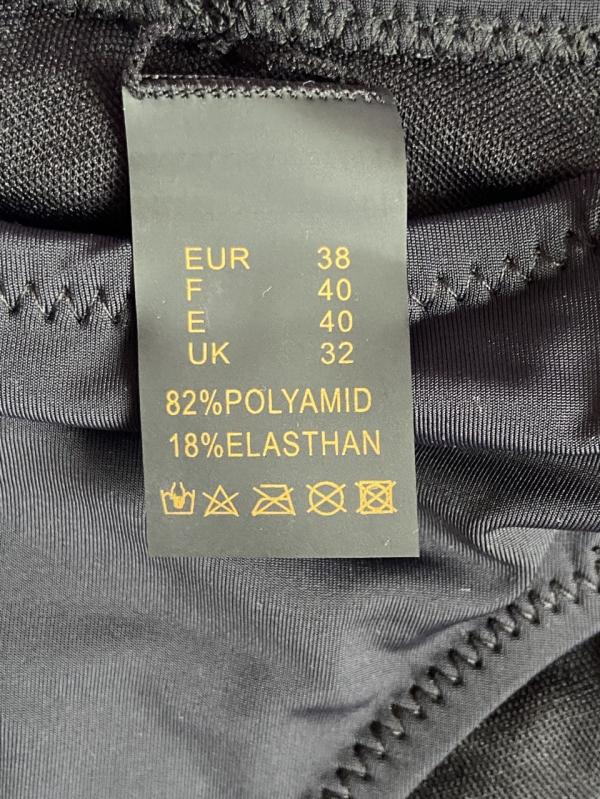 EUR 38
F 40
E 40
UK 32
82%POLYAMID
18%ELASTHAN